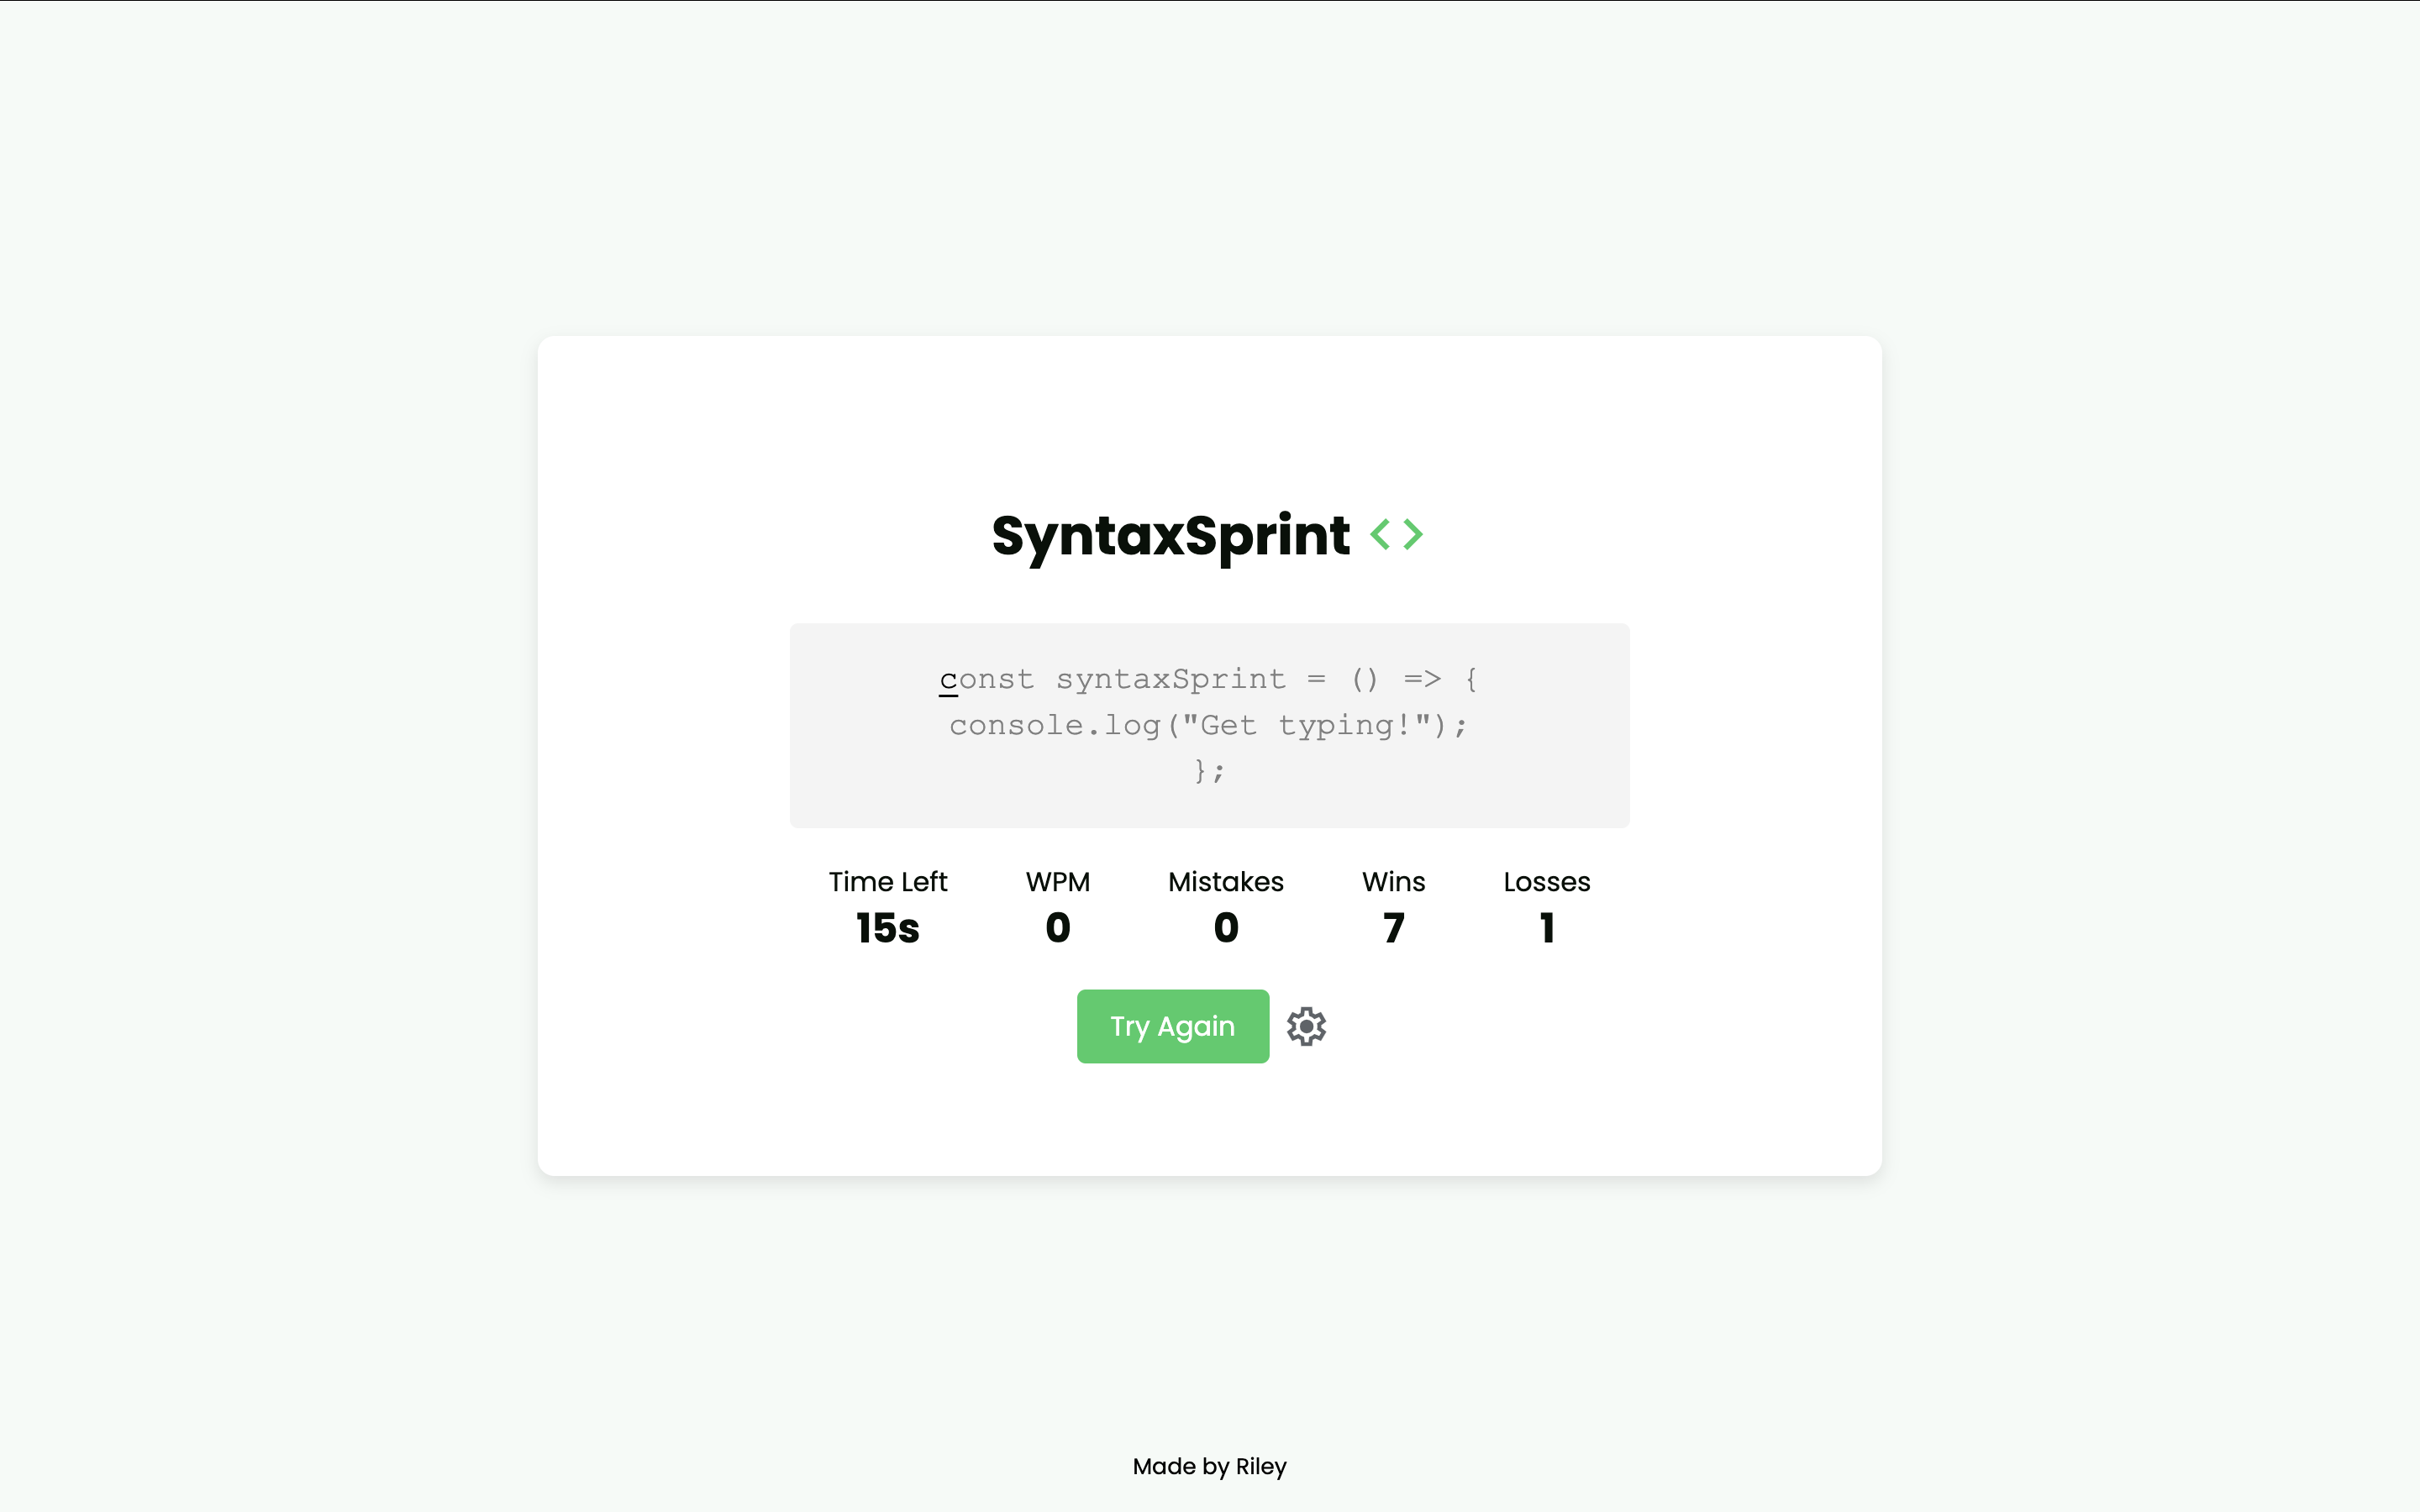 SyntaxSprint <>
const syntaxSprint = () => {
console.log("Get typing!");
};
Time Left WPM Mistakes Wins Losses
15s 0 0 7 1
Try Again
Made by Riley